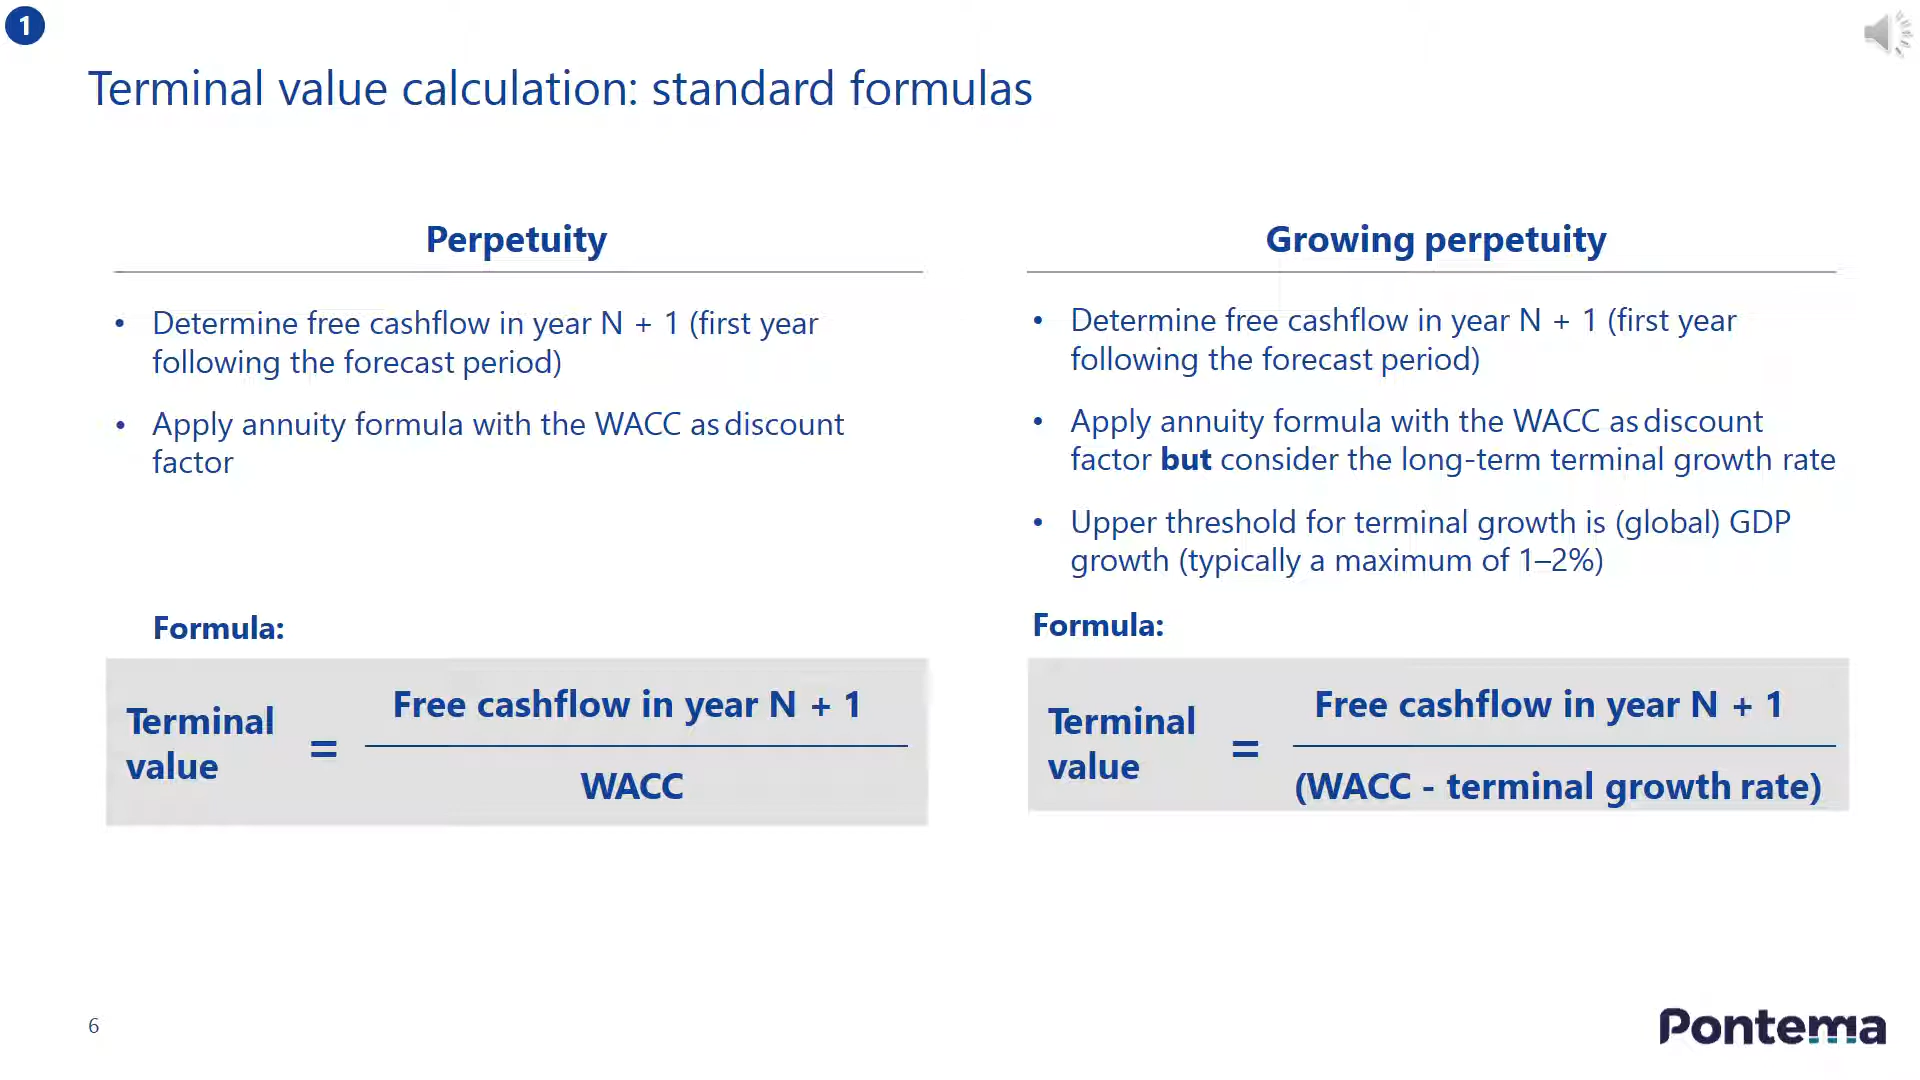 1
Terminal value calculation: standard formulas
Perpetuity
• Determine free cashflow in year N + 1 (first year
following the forecast period)
• Apply annuity formula with the WACC as discount
factor
Formula:
Terminal
value
=
Free cashflow in year N + 1
WACC
Growing perpetuity
• Determine free cashflow in year N + 1 (first year
following the forecast period)
• Apply annuity formula with the WACC as discount
factor but consider the long-term terminal growth rate
• Upper threshold for terminal growth is (global) GDP
growth (typically a maximum of 1–2%)
Formula:
Terminal
value
=
Free cashflow in year N + 1
(WACC - terminal growth rate)
6
Pontema